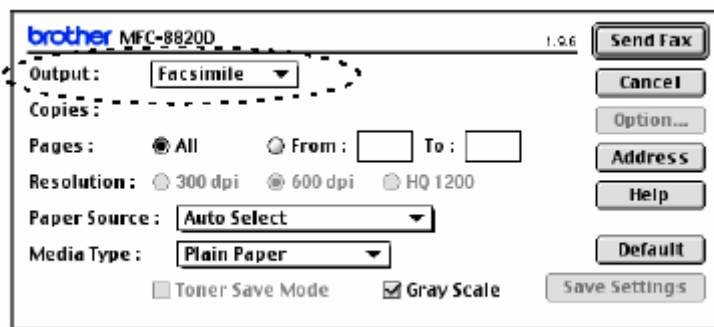 brother MFC-8820D 1.9.6 Send Fax
Output: Facsimile
Cancel
Copies:
Option...
Pages: All From: To:
Address
Resolution: 300 dpi 600 dpi HQ 1200
Help
Paper Source: Auto Select
Media Type: Plain Paper
Default
Toner Save Mode Gray Scale
Save Settings